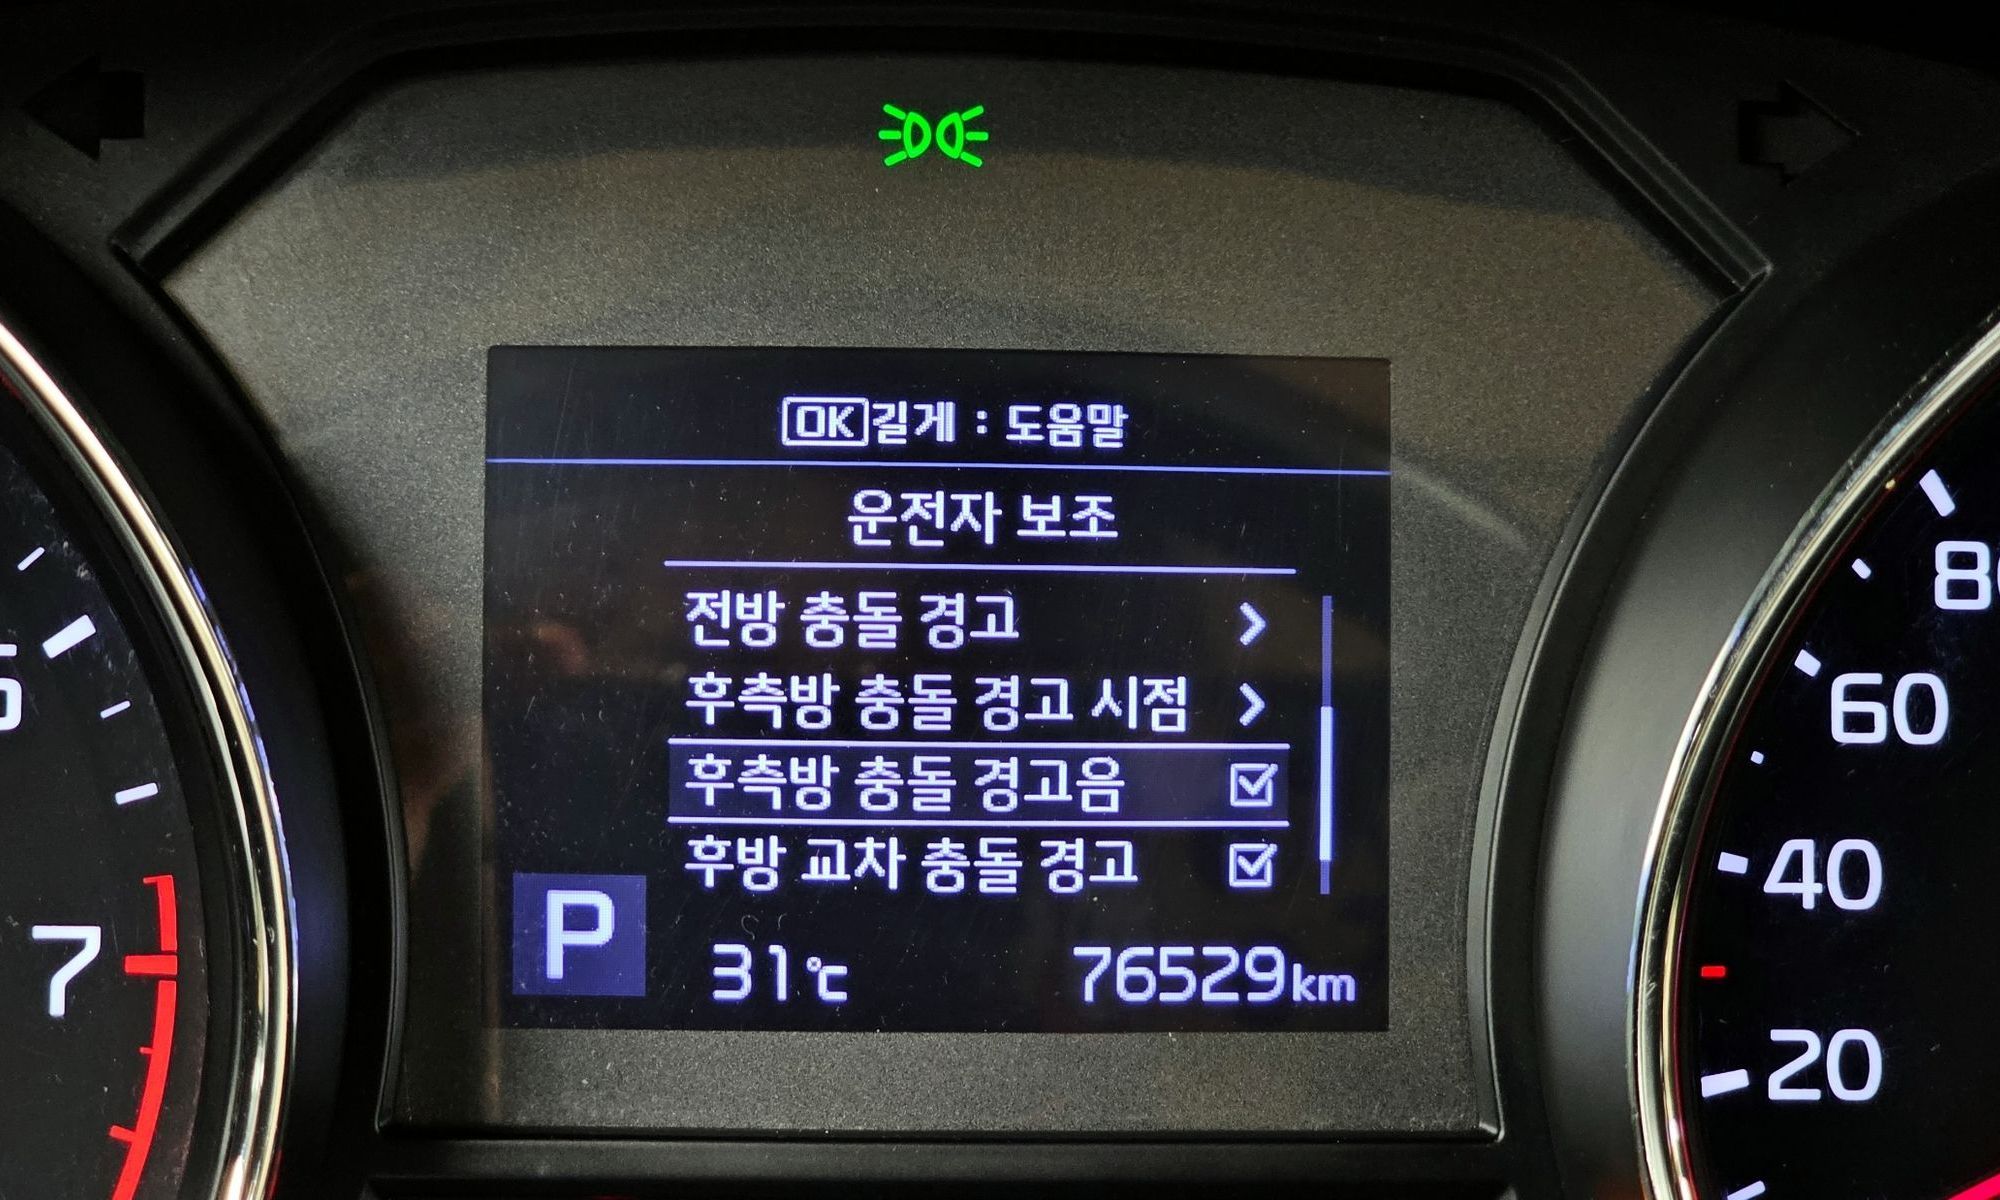 OK 길게 : 도움말
운전자 보조
전방 충돌 경고 >
후측방 충돌 경고 시점 >
후측방 충돌 경고음 ☑
후방 교차 충돌 경고 ☑
P 31℃ 76529km
7
80
60
40
20